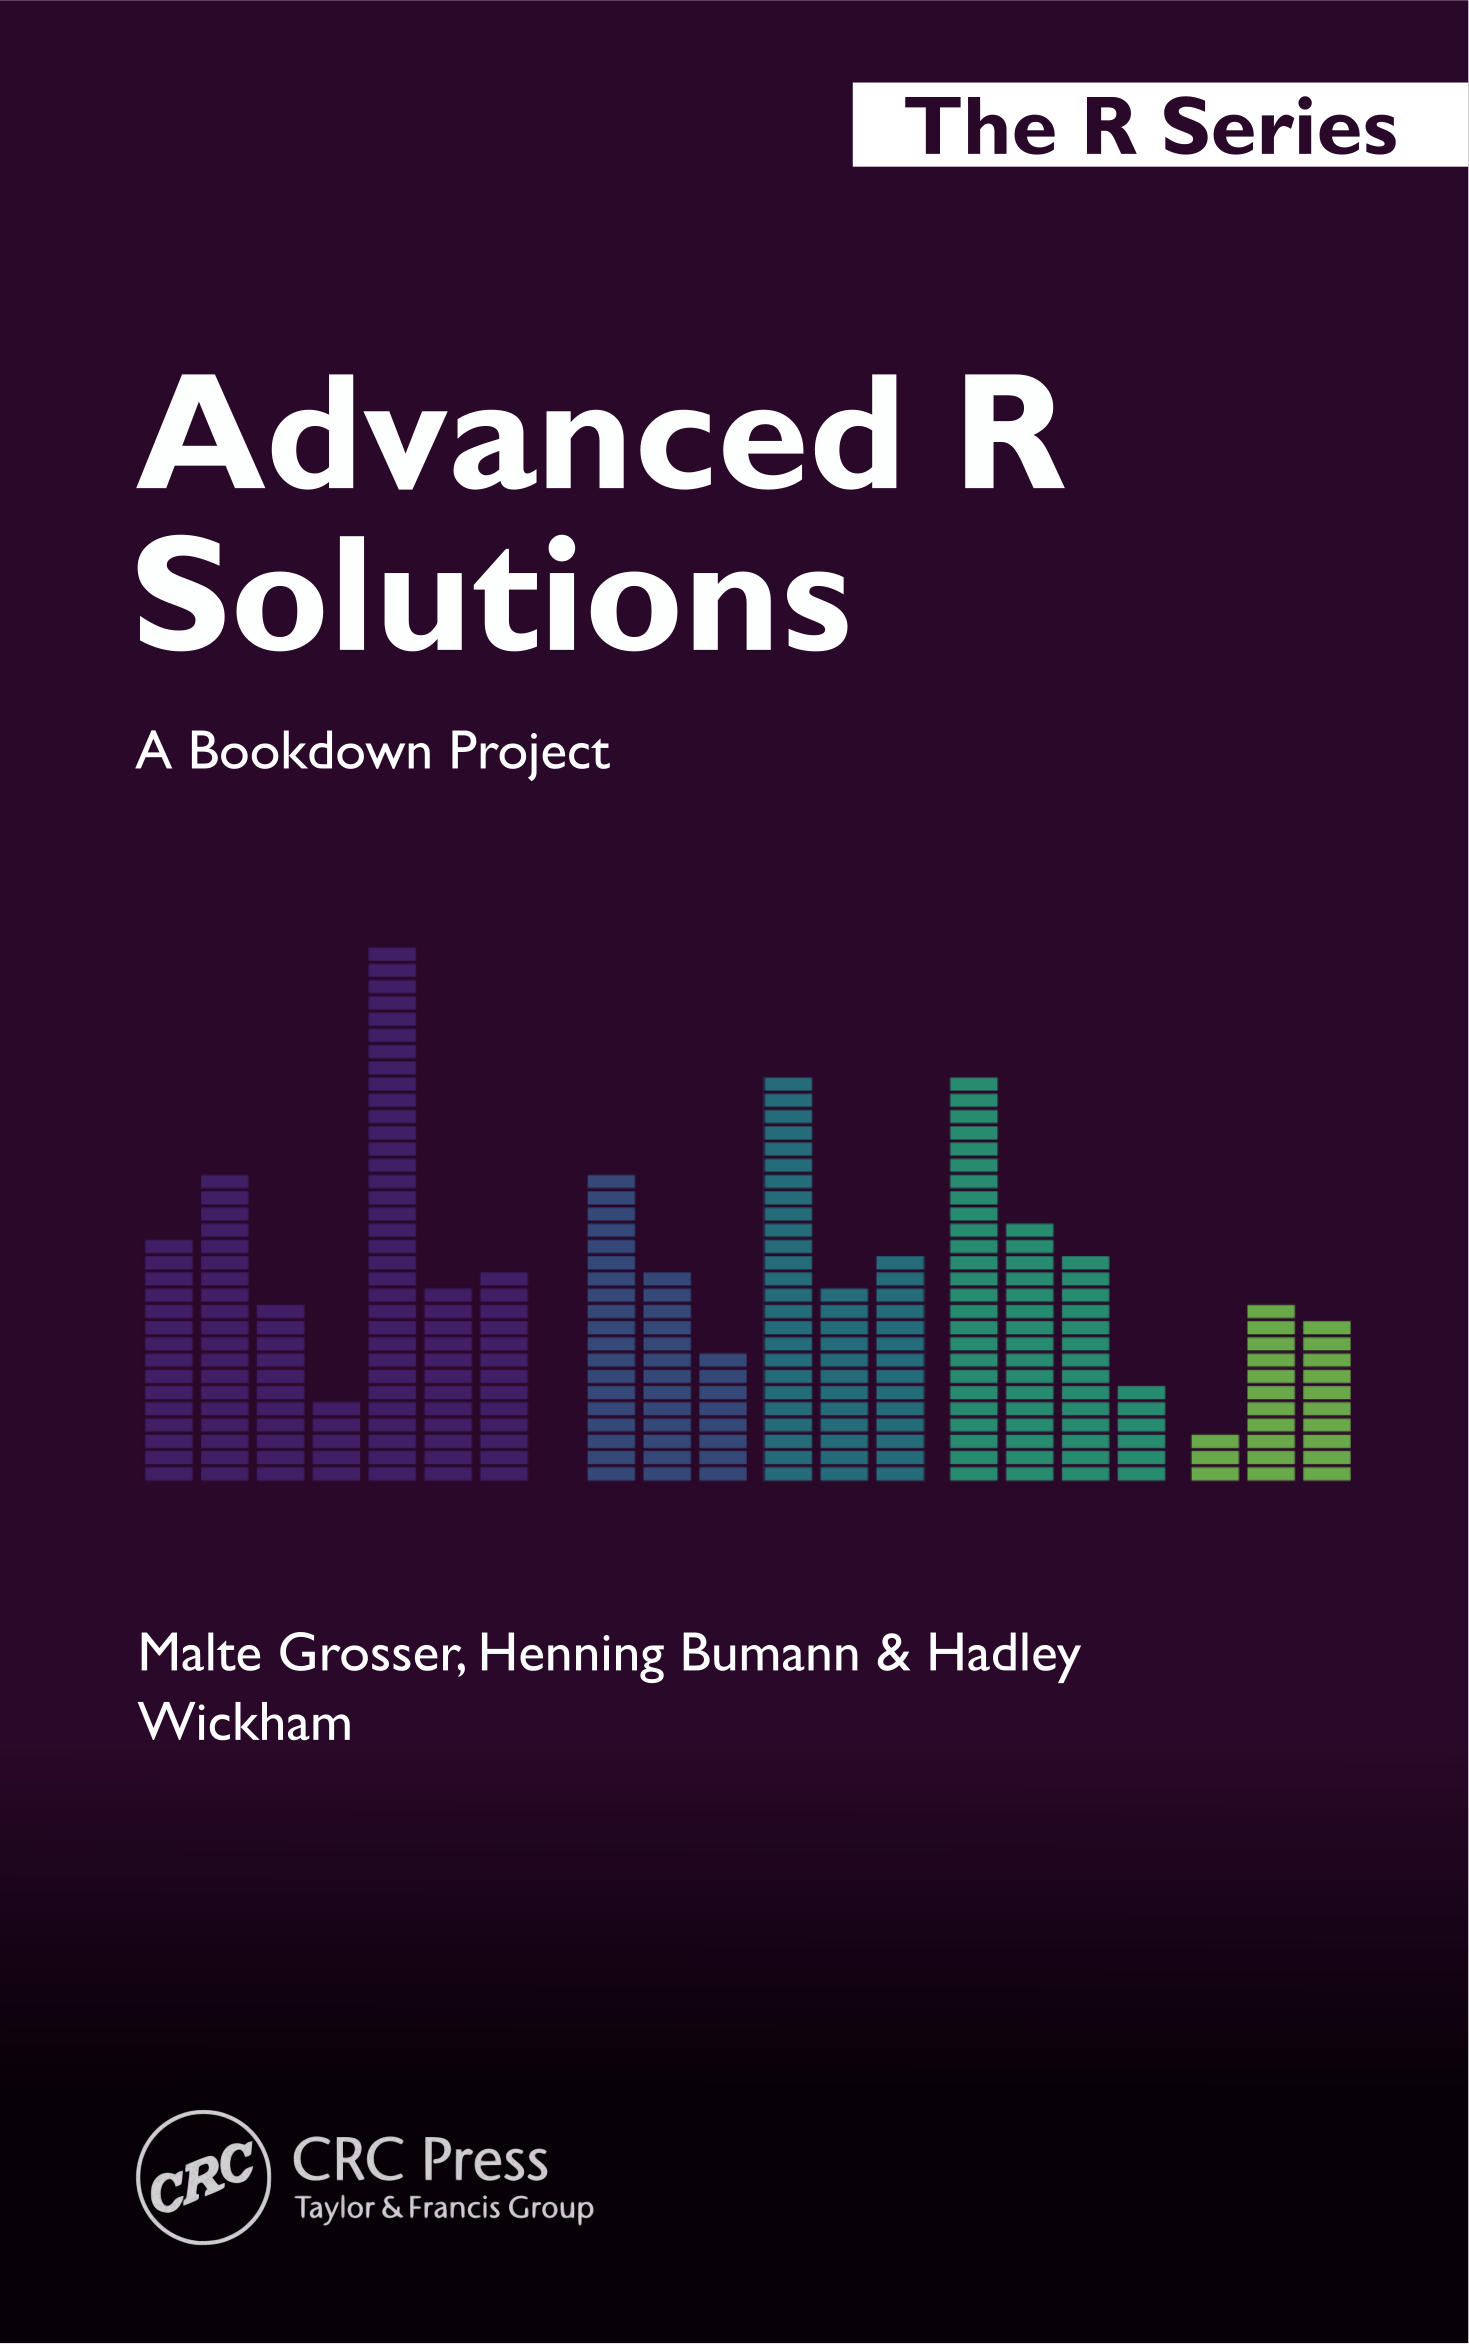 The R Series
Advanced R
Solutions
A Bookdown Project
Malte Grosser, Henning Bumann & Hadley
Wickham
CRC
CRC Press
Taylor & Francis Group